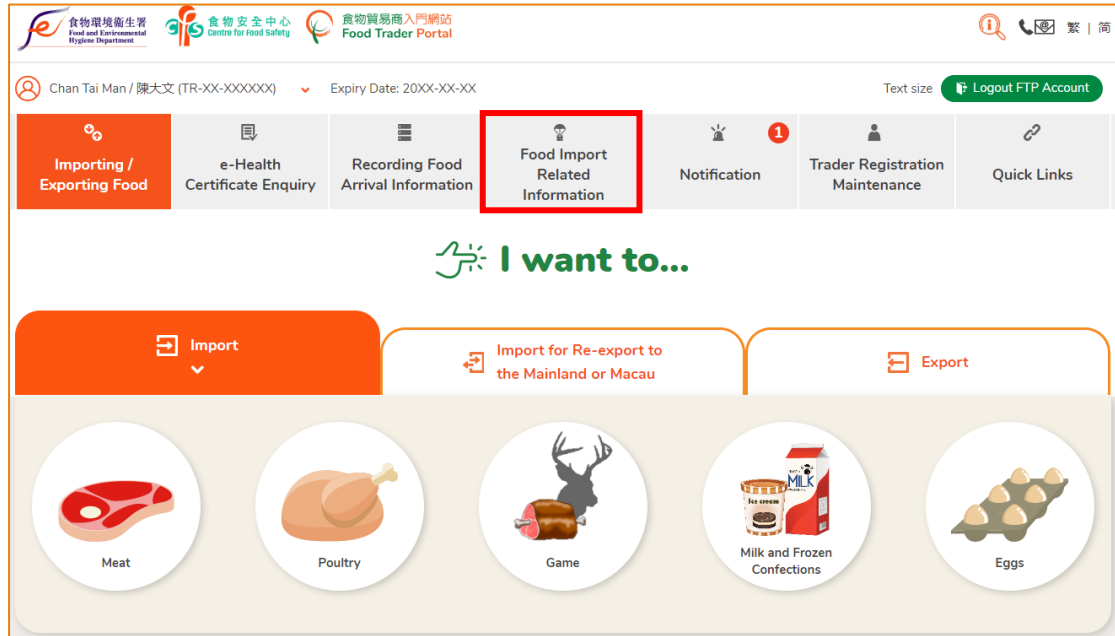 食物環境衞生署
Food and Environmental
Hygiene Department
cfs
食物安全中心
Centre for Food Safety
食物貿易商入門網站
Food Trader Portal
繁 | 简
Chan Tai Man / 陳大文 (TR-XX-XXXXXX)
Expiry Date: 20XX-XX-XX
Text size
Logout FTP Account
Importing /
Exporting Food
e-Health
Certificate Enquiry
Recording Food
Arrival Information
Food Import
Related
Information
1
Notification
Trader Registration
Maintenance
Quick Links
I want to...
Import
Import for Re-export to
the Mainland or Macau
Export
Meat
Poultry
Game
Ice cream
MILK
Milk and Frozen
Confections
Eggs